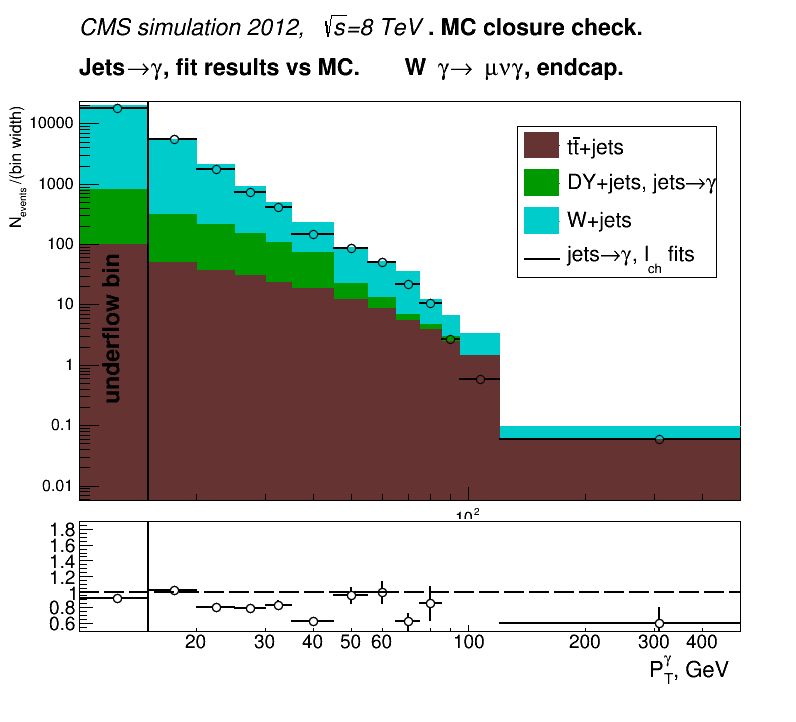 CMS simulation 2012, √s=8 TeV . MC closure check.
Jets→γ, fit results vs MC. W γ→ μνγ, endcap.
N_events /(bin width)
10000
1000
100
10
1
0.1
0.01
underflow bin
tt̄+jets
DY+jets, jets→γ
W+jets
jets→γ, I_ch fits
10²
1.8
1.6
1.4
1.2
1
0.8
0.6
20 30 40 50 60 100 200 300 400
P_T^γ, GeV